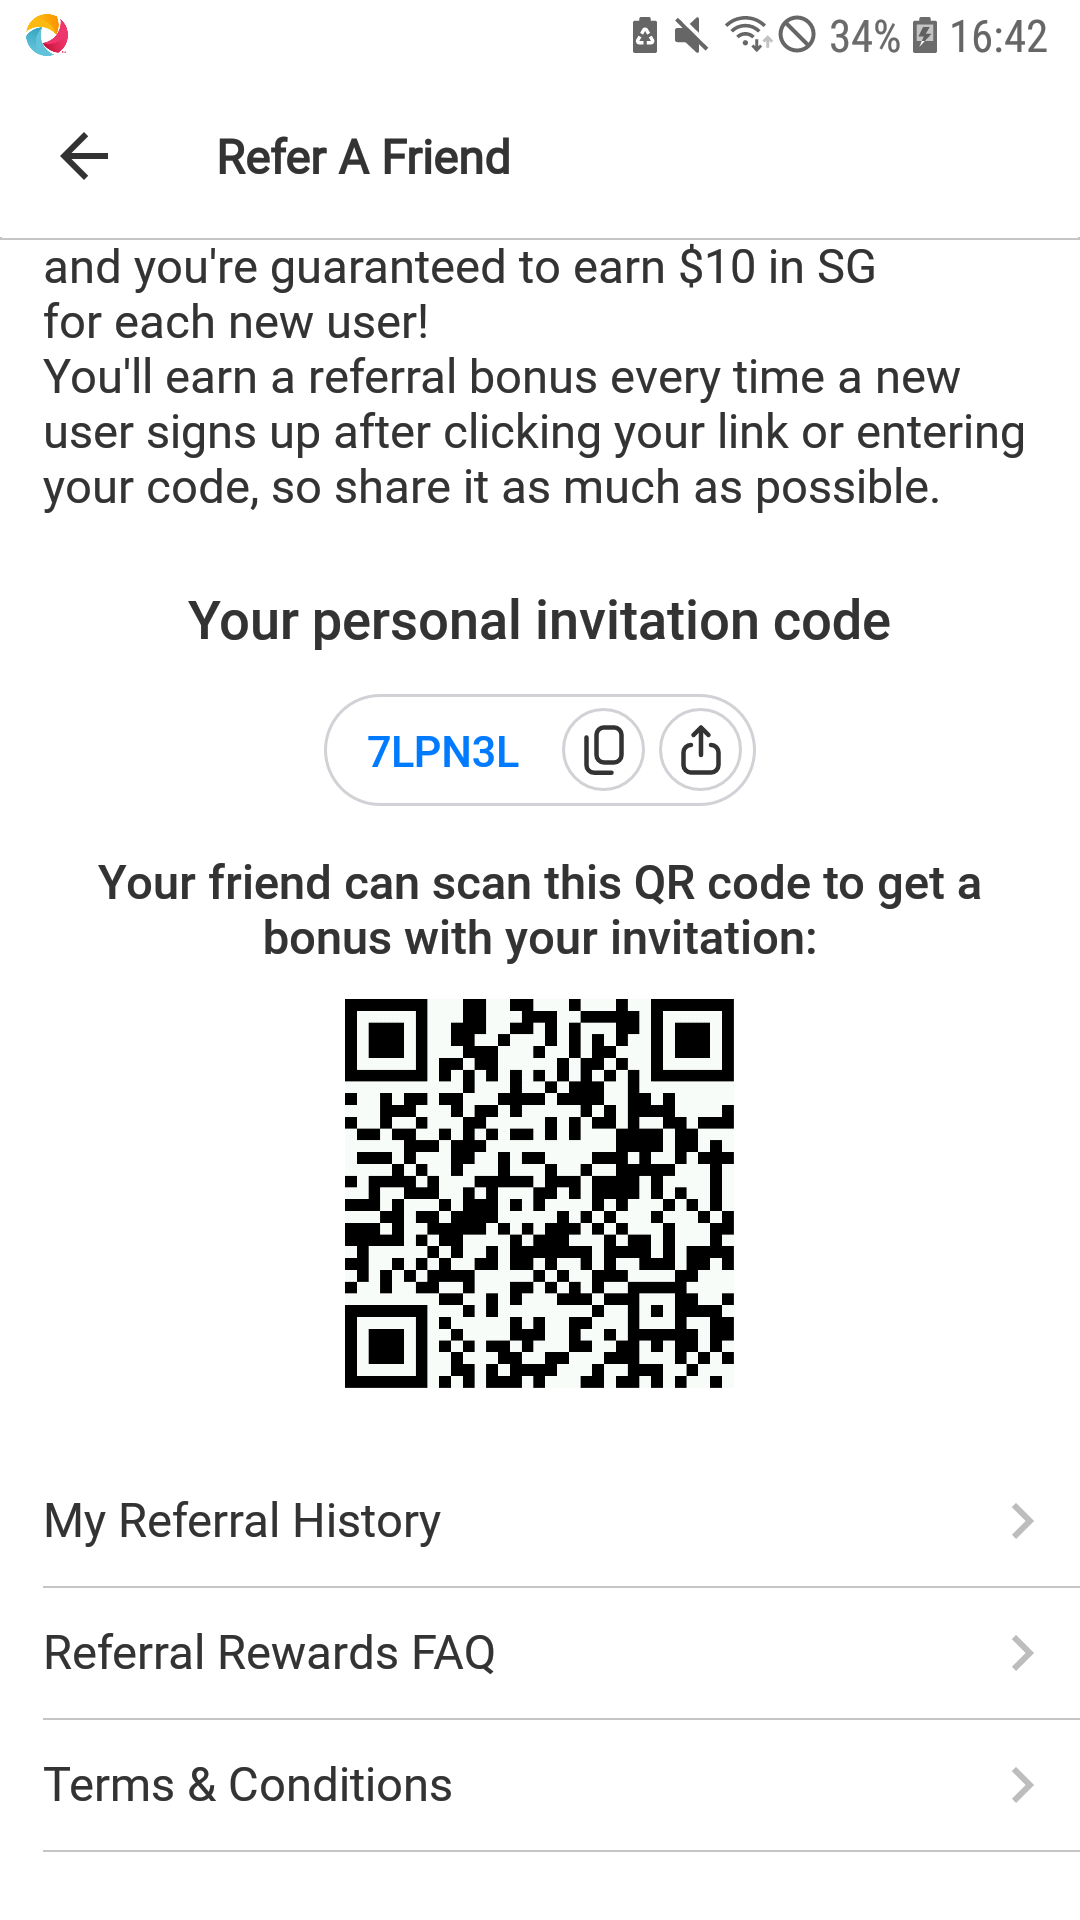 34% 16:42
Refer A Friend
and you're guaranteed to earn $10 in SG
for each new user!
You'll earn a referral bonus every time a new
user signs up after clicking your link or entering
your code, so share it as much as possible.
Your personal invitation code
7LPN3L
Your friend can scan this QR code to get a
bonus with your invitation:
My Referral History
Referral Rewards FAQ
Terms & Conditions